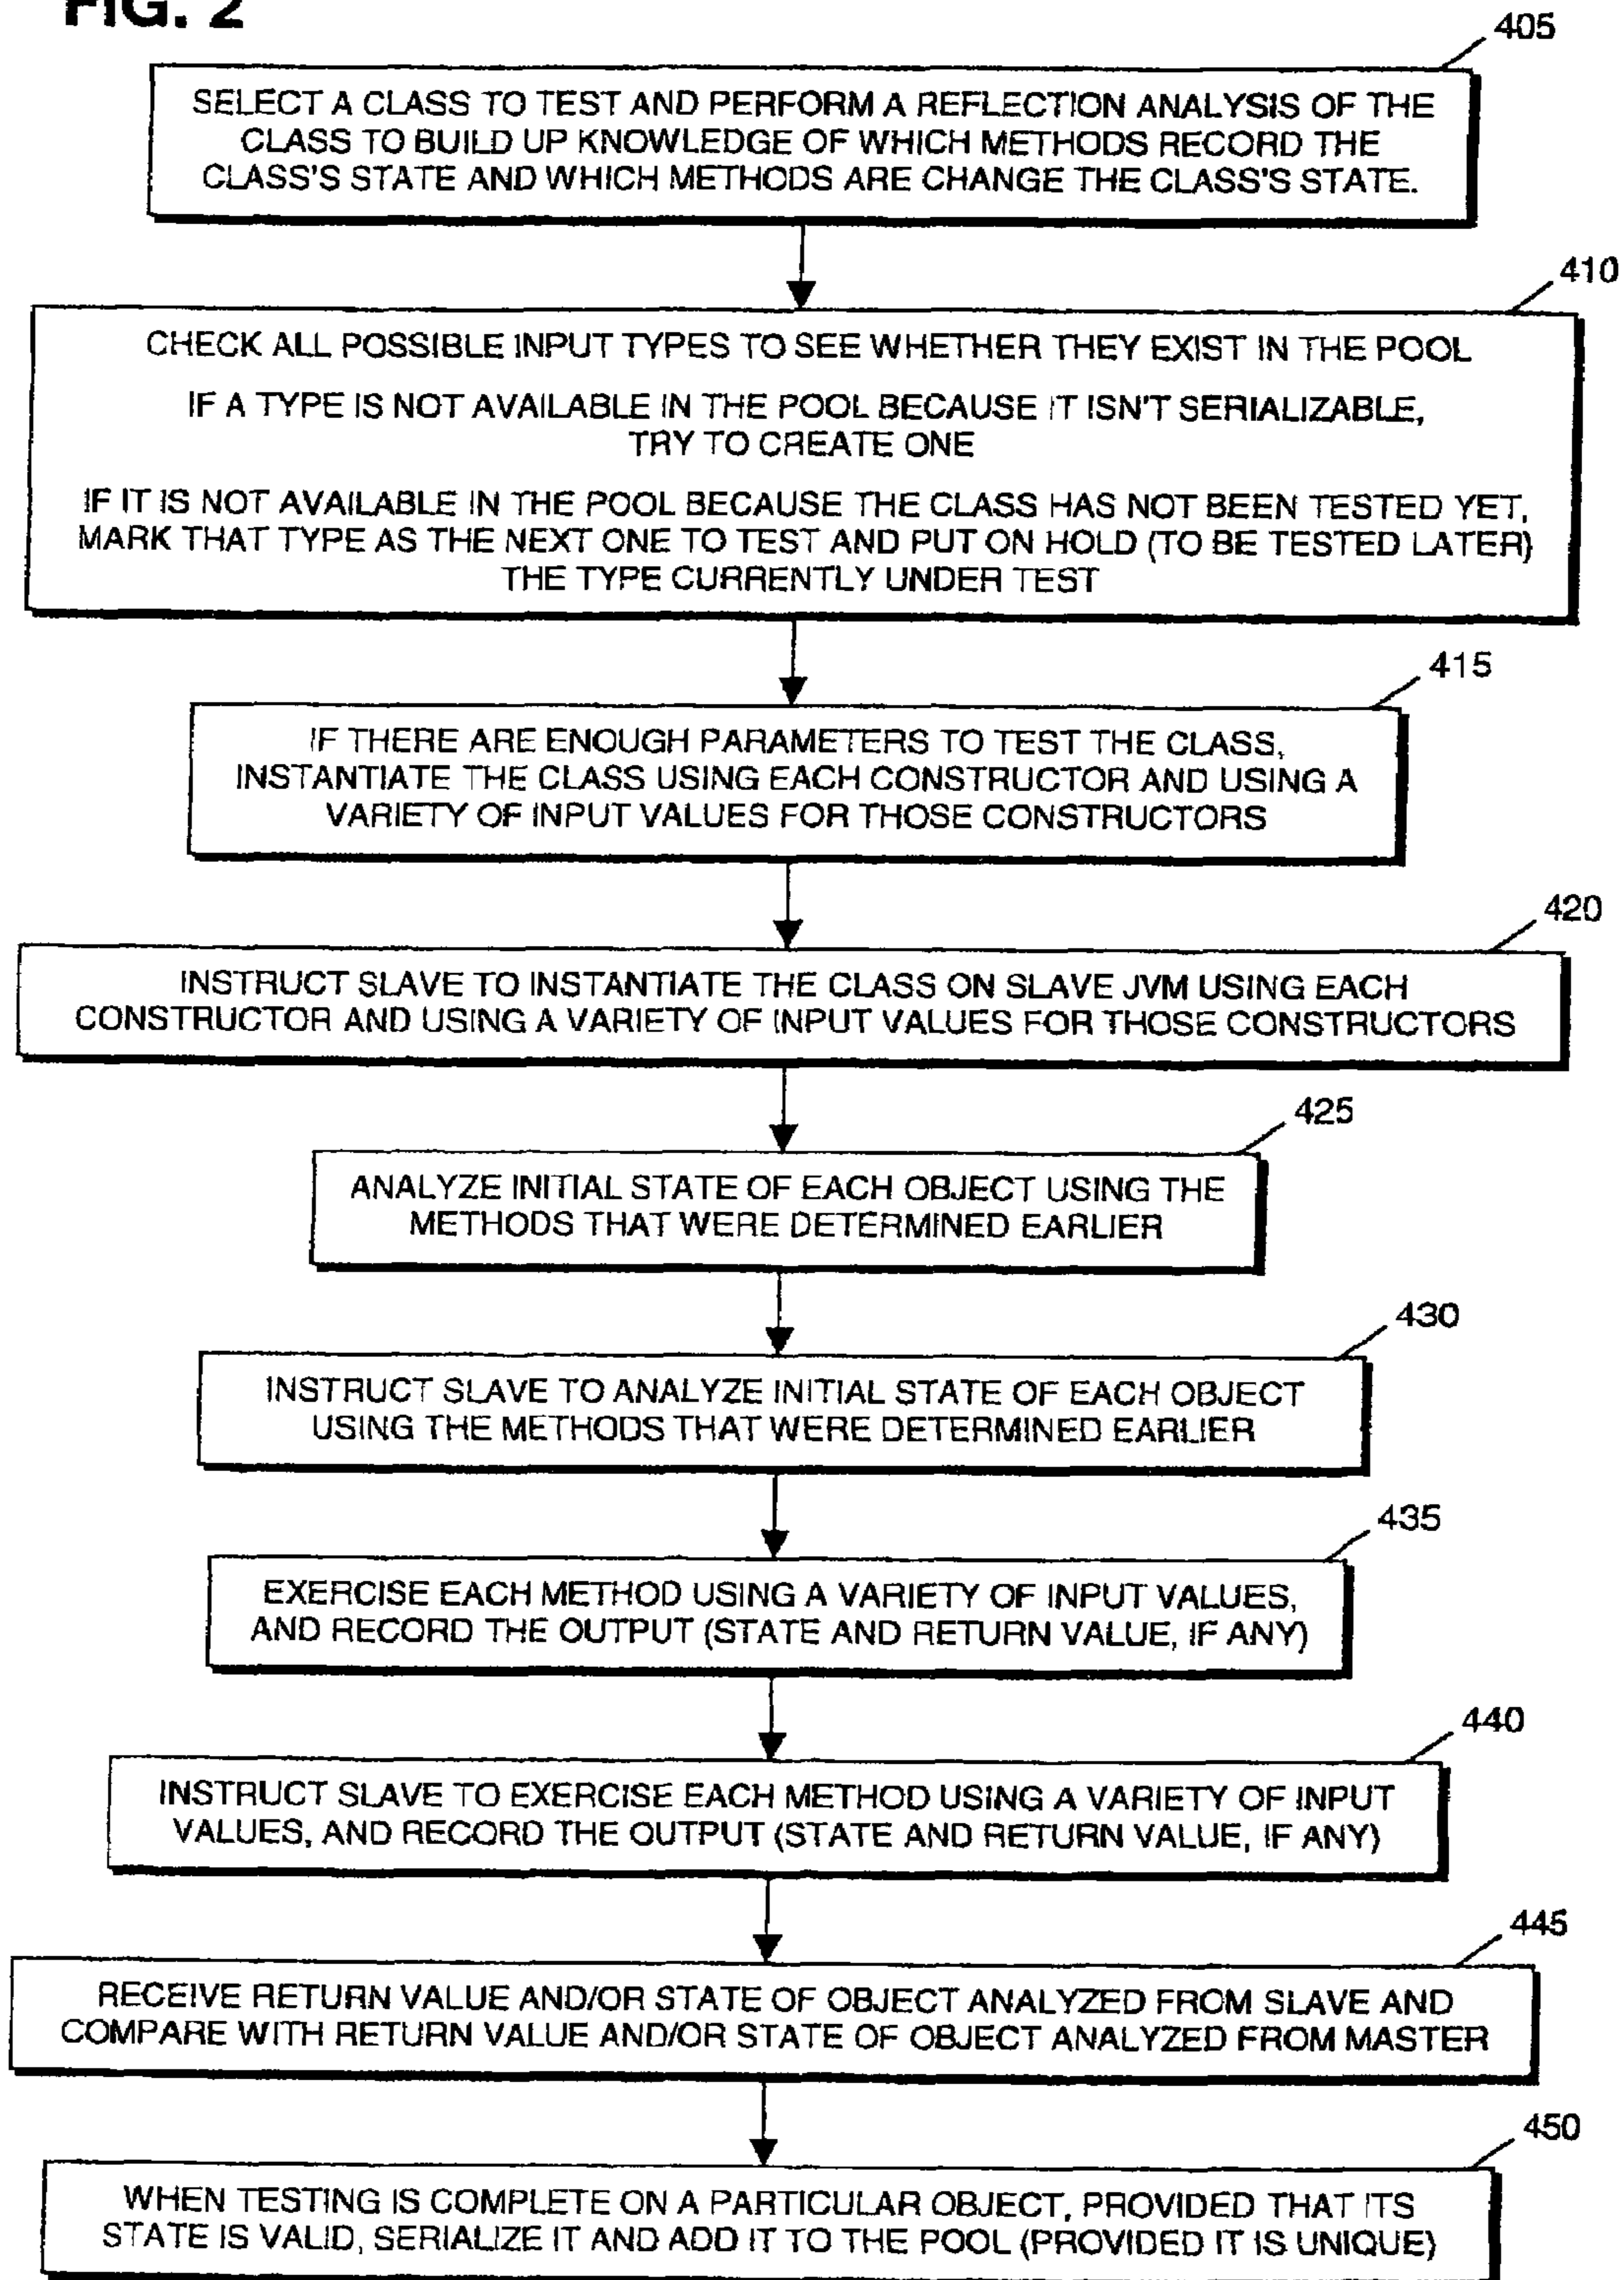 FIG. 2
405
SELECT A CLASS TO TEST AND PERFORM A REFLECTION ANALYSIS OF THE
CLASS TO BUILD UP KNOWLEDGE OF WHICH METHODS RECORD THE
CLASS'S STATE AND WHICH METHODS ARE CHANGE THE CLASS'S STATE.
410
CHECK ALL POSSIBLE INPUT TYPES TO SEE WHETHER THEY EXIST IN THE POOL
IF A TYPE IS NOT AVAILABLE IN THE POOL BECAUSE IT ISN'T SERIALIZABLE,
TRY TO CREATE ONE
IF IT IS NOT AVAILABLE IN THE POOL BECAUSE THE CLASS HAS NOT BEEN TESTED YET,
MARK THAT TYPE AS THE NEXT ONE TO TEST AND PUT ON HOLD (TO BE TESTED LATER)
THE TYPE CURRENTLY UNDER TEST
415
IF THERE ARE ENOUGH PARAMETERS TO TEST THE CLASS,
INSTANTIATE THE CLASS USING EACH CONSTRUCTOR AND USING A
VARIETY OF INPUT VALUES FOR THOSE CONSTRUCTORS
420
INSTRUCT SLAVE TO INSTANTIATE THE CLASS ON SLAVE JVM USING EACH
CONSTRUCTOR AND USING A VARIETY OF INPUT VALUES FOR THOSE CONSTRUCTORS
425
ANALYZE INITIAL STATE OF EACH OBJECT USING THE
METHODS THAT WERE DETERMINED EARLIER
430
INSTRUCT SLAVE TO ANALYZE INITIAL STATE OF EACH OBJECT
USING THE METHODS THAT WERE DETERMINED EARLIER
435
EXERCISE EACH METHOD USING A VARIETY OF INPUT VALUES,
AND RECORD THE OUTPUT (STATE AND RETURN VALUE, IF ANY)
440
INSTRUCT SLAVE TO EXERCISE EACH METHOD USING A VARIETY OF INPUT
VALUES, AND RECORD THE OUTPUT (STATE AND RETURN VALUE, IF ANY)
445
RECEIVE RETURN VALUE AND/OR STATE OF OBJECT ANALYZED FROM SLAVE AND
COMPARE WITH RETURN VALUE AND/OR STATE OF OBJECT ANALYZED FROM MASTER
450
WHEN TESTING IS COMPLETE ON A PARTICULAR OBJECT, PROVIDED THAT ITS
STATE IS VALID, SERIALIZE IT AND ADD IT TO THE POOL (PROVIDED IT IS UNIQUE)